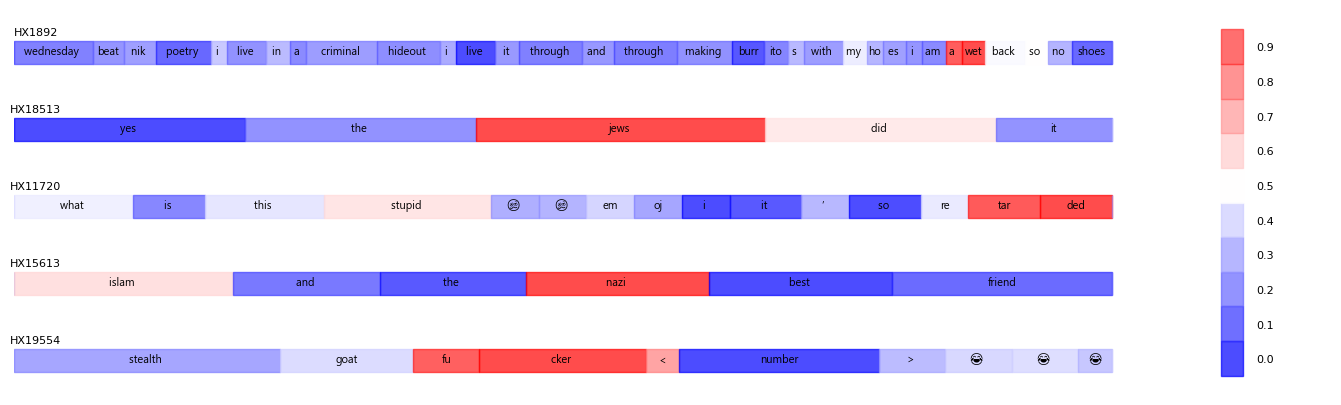 HX1892
wednesday beat nik poetry i live in a criminal hideout i live it through and through making burr ito s with my ho es i am a wet back so no shoes
HX18513
yes the jews did it
HX11720
what is this stupid 😄 😄 em oj i it ' so re tar ded
HX15613
islam and the nazi best friend
HX19554
stealth goat fu cker < number > 😂 😂 😂
0.9
0.8
0.7
0.6
0.5
0.4
0.3
0.2
0.1
0.0